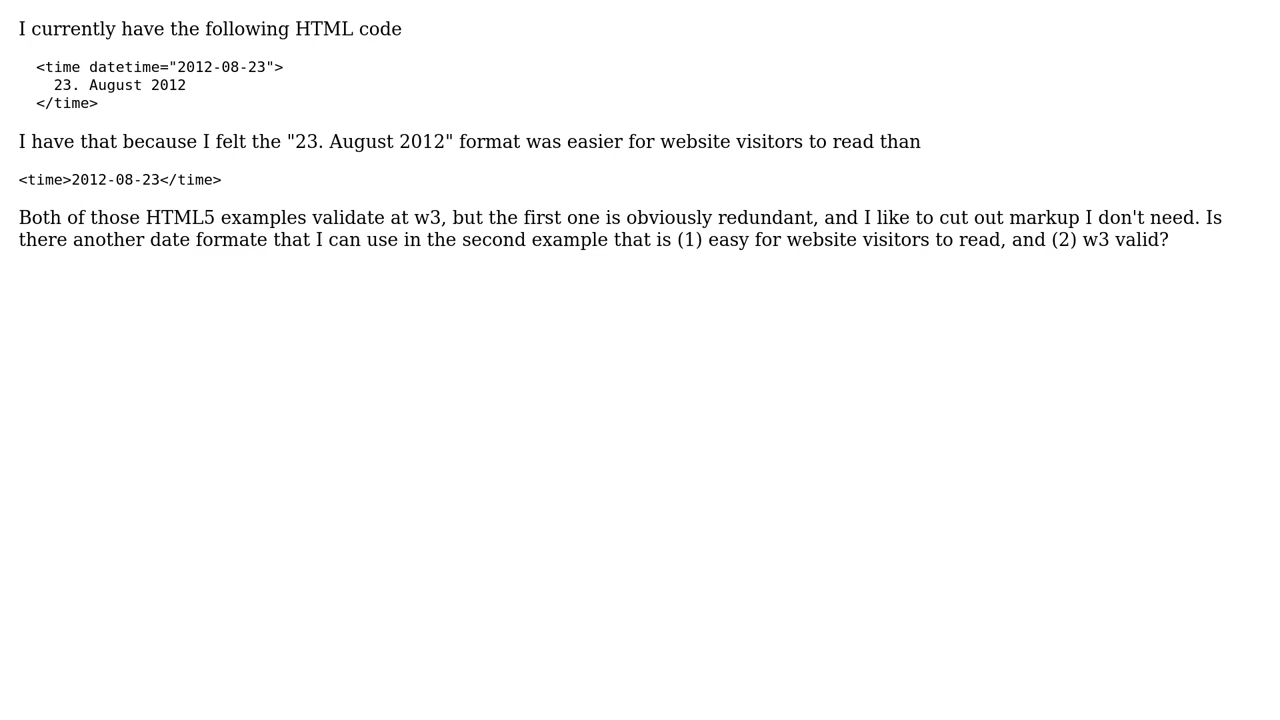 I currently have the following HTML code
<time datetime="2012-08-23">
23. August 2012
</time>
I have that because I felt the "23. August 2012" format was easier for website visitors to read than
<time>2012-08-23</time>
Both of those HTML5 examples validate at w3, but the first one is obviously redundant, and I like to cut out markup I don't need. Is
there another date formate that I can use in the second example that is (1) easy for website visitors to read, and (2) w3 valid?